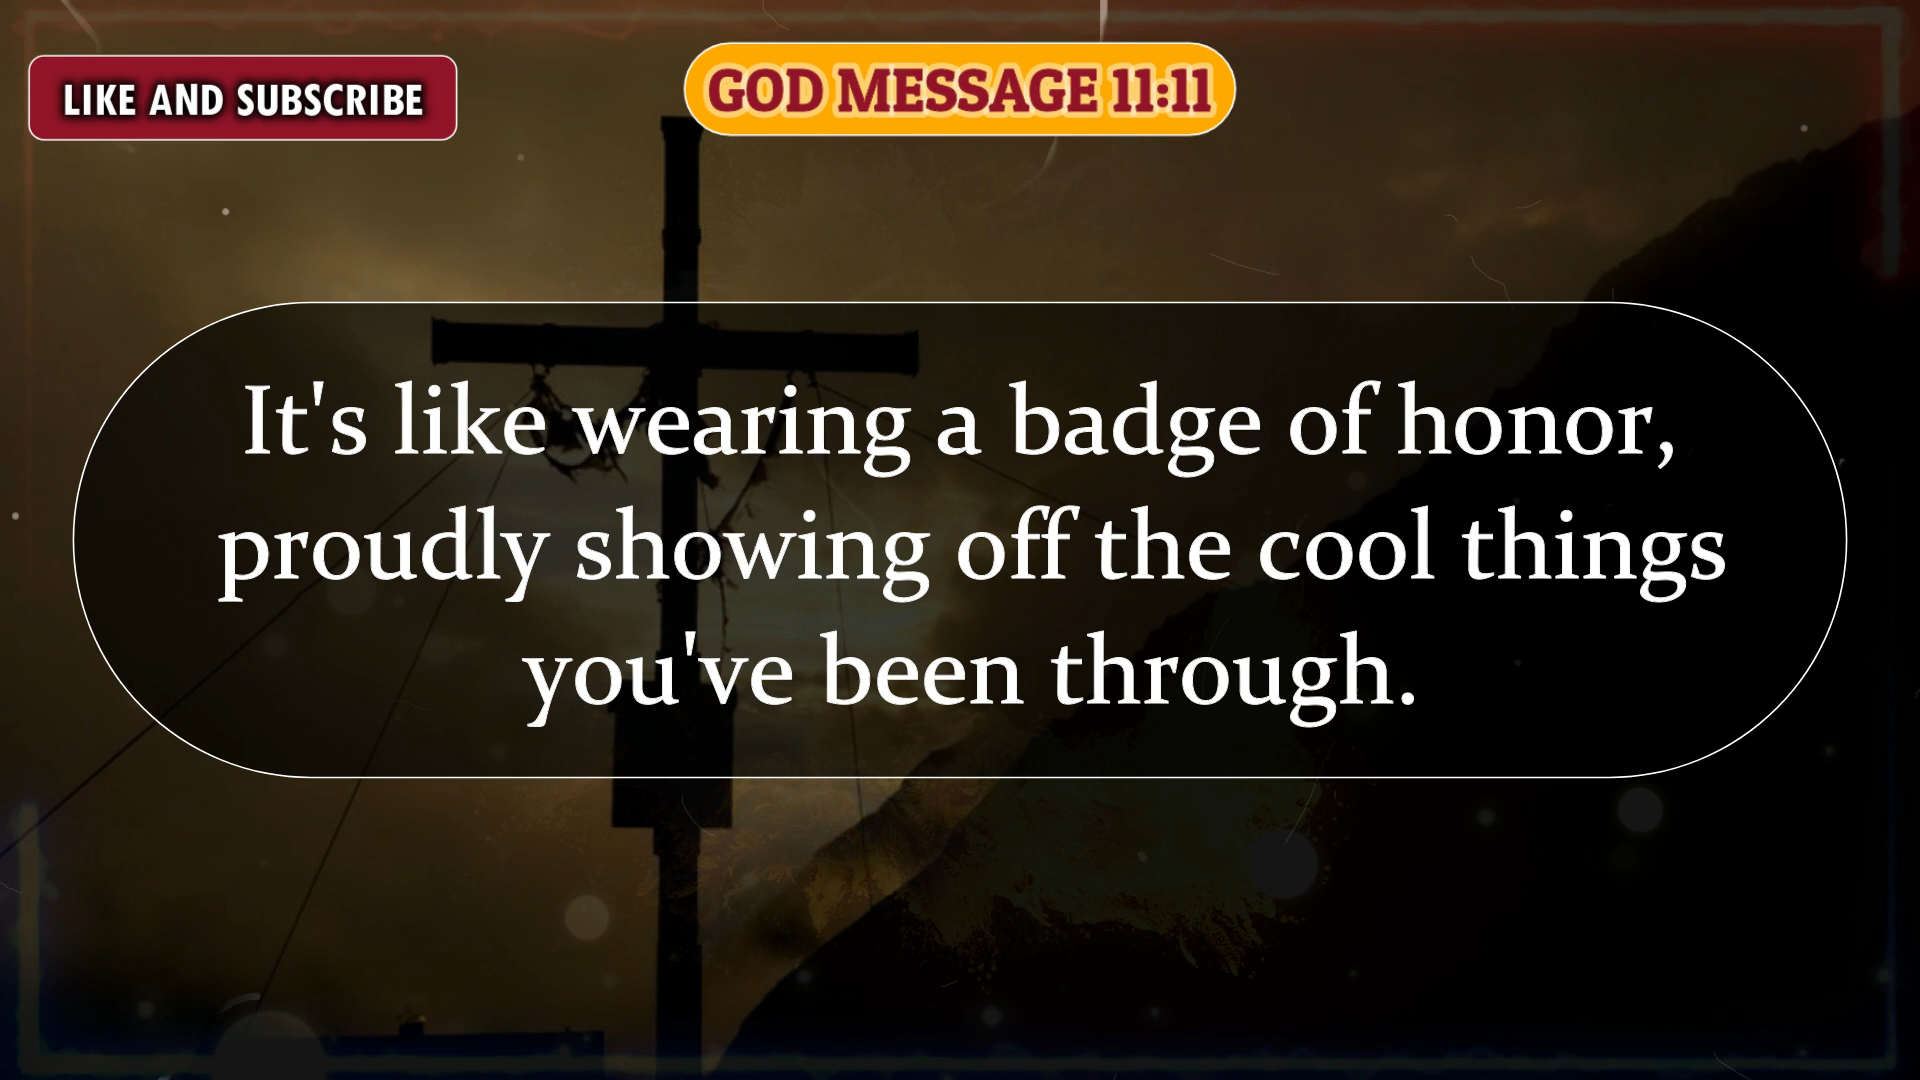 LIKE AND SUBSCRIBE
GOD MESSAGE 11:11
It's like wearing a badge of honor,
proudly showing off the cool things
you've been through.